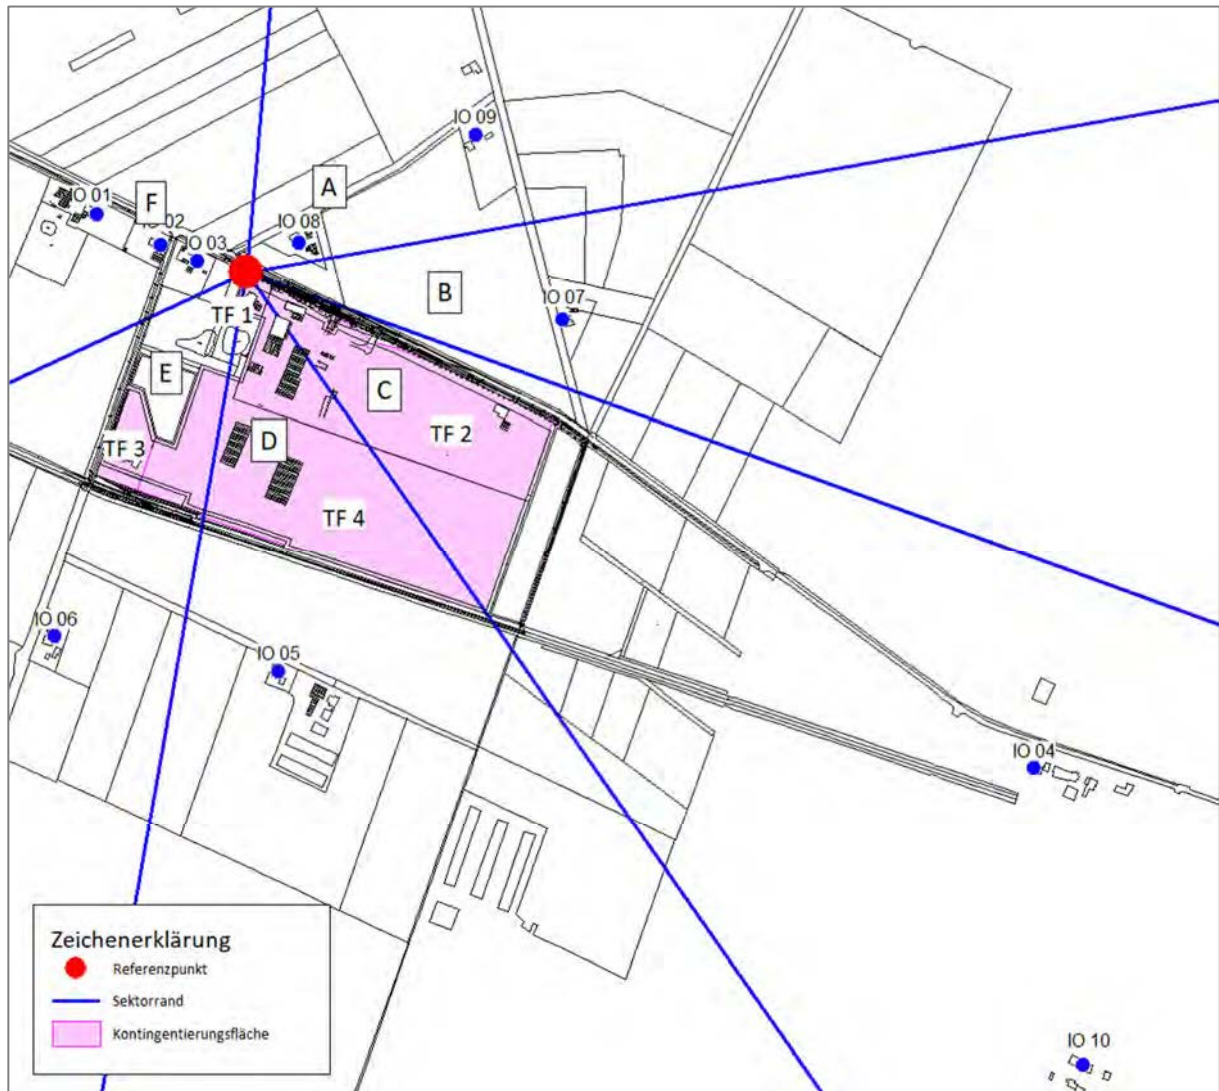 IO 09
IO 01
A
F
02
IO 08
IO 03
B
IO 07
TF 1
E
C
TF 2
D
TF 3
TF 4
IO 06
IO 05
IO 04
Zeichenerklärung
Referenzpunkt
Sektorrand
Kontingentierungsfläche
IO 10